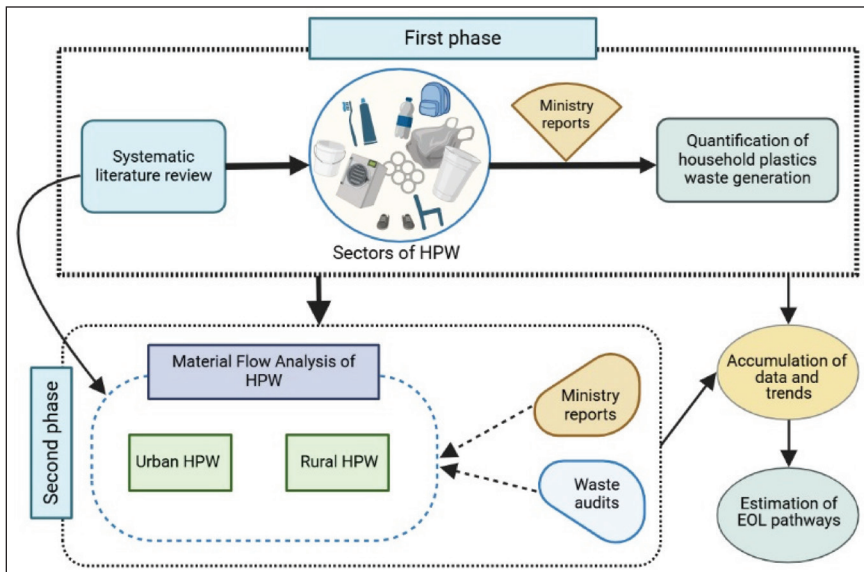 First phase
Systematic
literature review
Sectors of HPW
Ministry
reports
Quantification of
household plastics
waste generation
Second phase
Material Flow Analysis of
HPW
Urban HPW
Rural HPW
Ministry
reports
Waste
audits
Accumulation of
data and
trends
Estimation of
EOL pathways